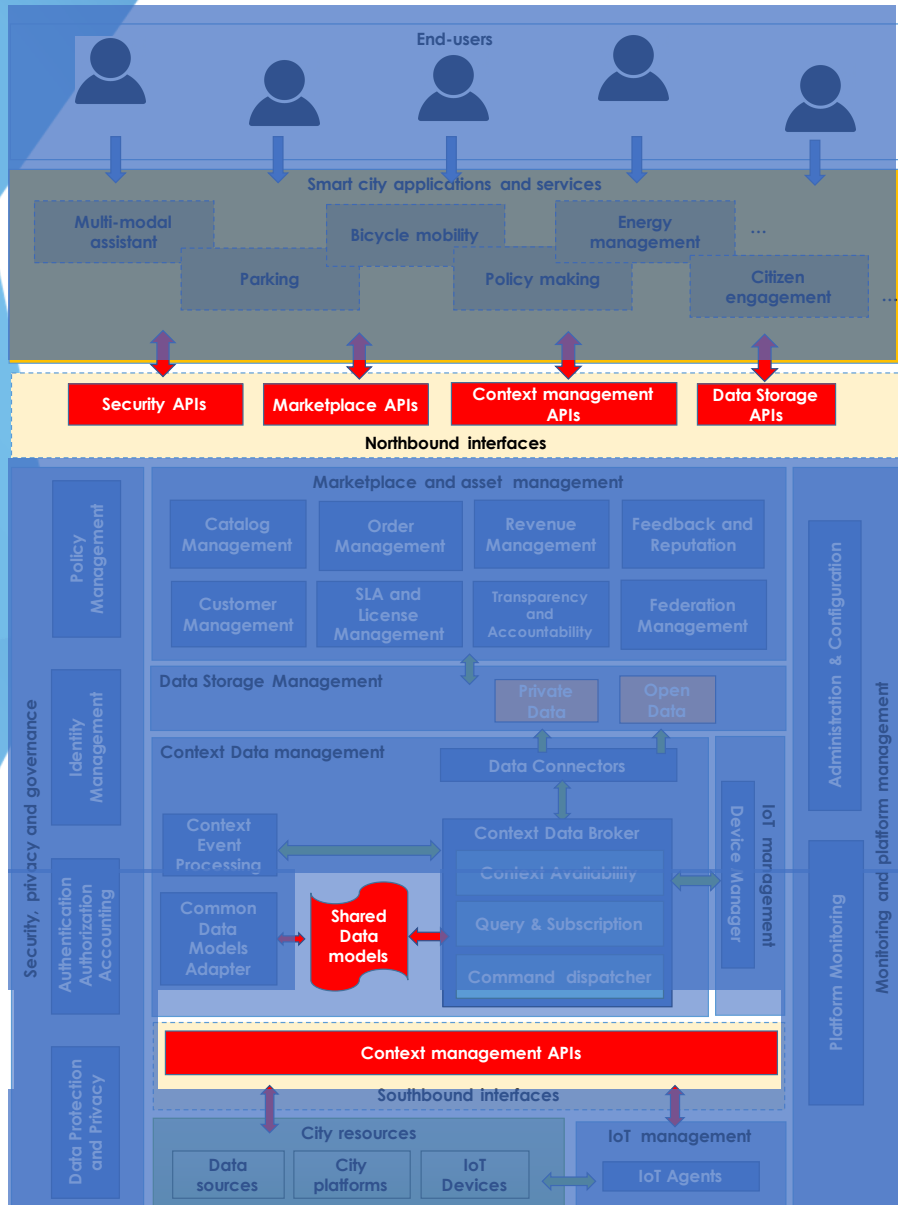 End-users
Smart city applications and services
Multi-modal
assistant
Parking
Bicycle mobility
Policy making
Energy
management
...
Citizen
engagement
...
Security APIs
Marketplace APIs
Context management
APIs
Data Storage
APIs
Northbound interfaces
Security, privacy and governance
Policy
Management
Identity
Management
Authentication
Authorization
Accounting
Data Protection
and Privacy
Marketplace and asset management
Catalog
Management
Order
Management
Revenue
Management
Feedback and
Reputation
Customer
Management
SLA and
License
Management
Transparency
and
Accountability
Federation
Management
Data Storage Management
Private
Data
Open
Data
Context Data management
Data Connectors
Context
Event
Processing
Context Data Broker
Context Availability
Query & Subscription
Command dispatcher
Common
Data
Models
Adapter
Shared
Data
models
Device Manager
IoT management
Context management APIs
Southbound interfaces
City resources
Data
sources
City
platforms
IoT
Devices
IoT management
IoT Agents
Administration & Configuration
Platform Monitoring
Monitoring and platform management